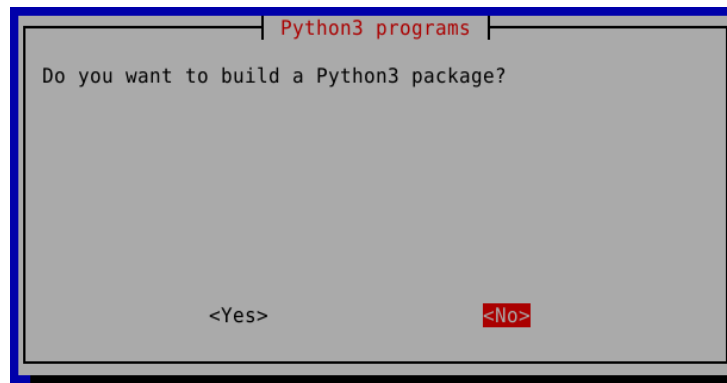 Python3 programs
Do you want to build a Python3 package?
<Yes> <No>